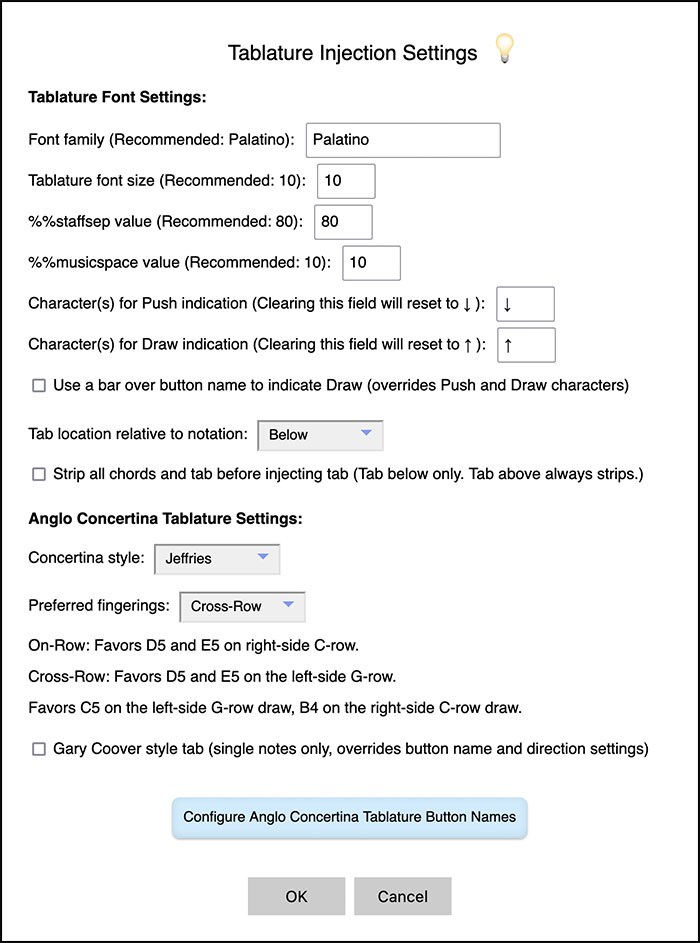 Tablature Injection Settings
Tablature Font Settings:
Font family (Recommended: Palatino): Palatino
Tablature font size (Recommended: 10): 10
%%staffsep value (Recommended: 80): 80
%%musicspace value (Recommended: 10): 10
Character(s) for Push indication (Clearing this field will reset to ↓ ): ↓
Character(s) for Draw indication (Clearing this field will reset to ↑ ): ↑
Use a bar over button name to indicate Draw (overrides Push and Draw characters)
Tab location relative to notation: Below
Strip all chords and tab before injecting tab (Tab below only. Tab above always strips.)
Anglo Concertina Tablature Settings:
Concertina style: Jeffries
Preferred fingerings: Cross-Row
On-Row: Favors D5 and E5 on right-side C-row.
Cross-Row: Favors D5 and E5 on the left-side G-row.
Favors C5 on the left-side G-row draw, B4 on the right-side C-row draw.
Gary Coover style tab (single notes only, overrides button name and direction settings)
Configure Anglo Concertina Tablature Button Names
OK Cancel